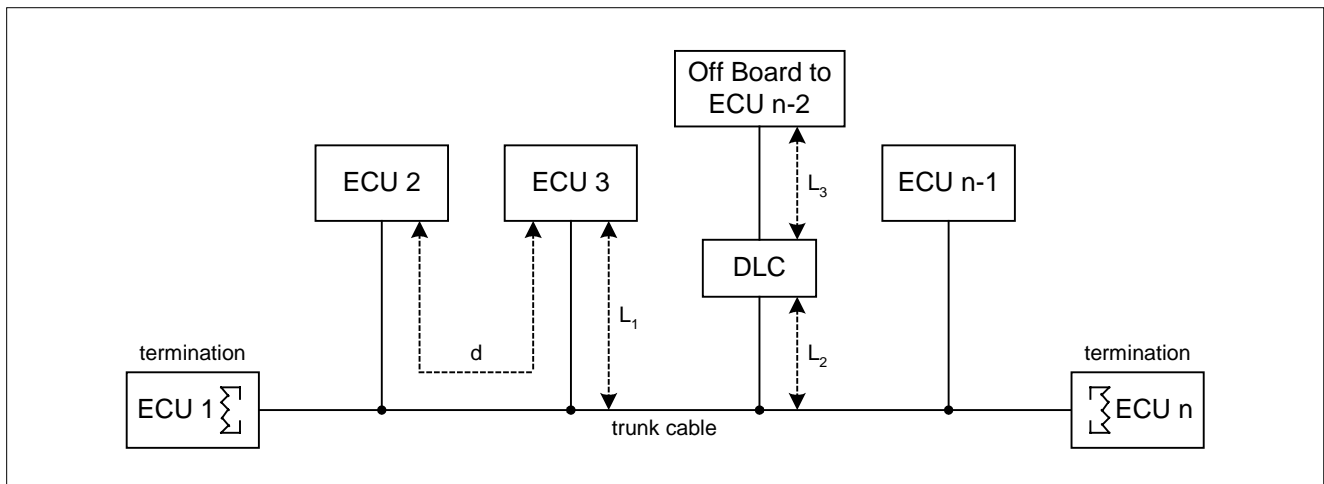 Off Board to
ECU n-2
ECU 2
ECU 3
ECU n-1
L3
DLC
L1
L2
d
termination
termination
ECU 1
ECU n
trunk cable